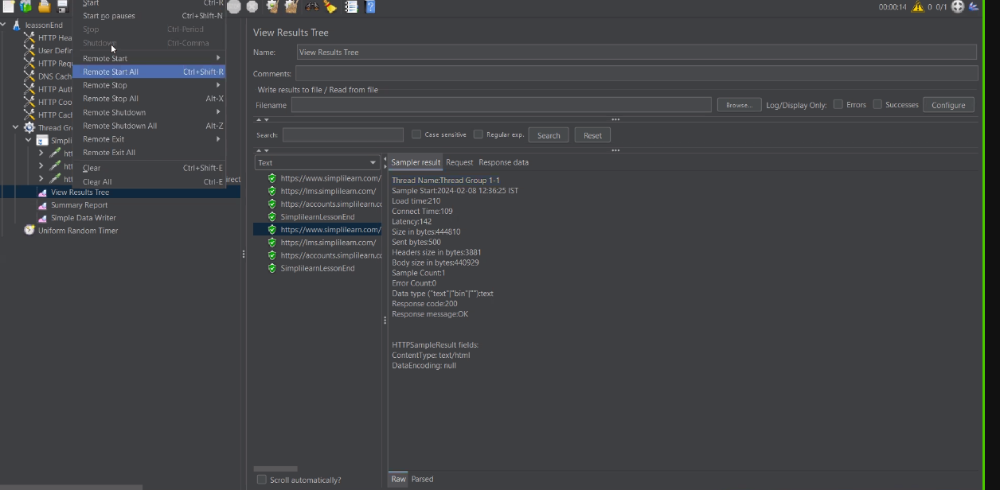 Start Ctrl-R
Start no pauses Ctrl+Shift-N
Stop Ctrl-Period
Shutdown Ctrl-Comma
Remote Start
Remote Start All Ctrl+Shift-R
Remote Stop
Remote Stop All Alt-X
Remote Shutdown
Remote Shutdown All Alt-Z
Remote Exit
Remote Exit All
Clear Ctrl+Shift-E
Clear All Ctrl-E
00:00:14 0 0/1
leassonEnd
HTTP Hea
User Defin
HTTP Requ
DNS Cach
HTTP Auth
HTTP Coo
HTTP Cach
Thread Gro
Simpli
htt
htt
htt
irect
View Results Tree
Summary Report
Simple Data Writer
Uniform Random Timer
View Results Tree
Name: View Results Tree
Comments:
Write results to file / Read from file
Filename Browse... Log/Display Only: Errors Successes Configure
Search: Case sensitive Regular exp. Search Reset
Text
https://www.simplilearn.com/
https://lms.simplilearn.com/
https://accounts.simplilearn.cc
SimplilearnLessonEnd
https://www.simplilearn.com/
https://lms.simplilearn.com/
https://accounts.simplilearn.cc
SimplilearnLessonEnd
Scroll automatically?
Sampler result Request Response data
Thread Name:Thread Group 1-1
Sample Start:2024-02-08 12:36:25 IST
Load time:210
Connect Time:109
Latency:142
Size in bytes:444810
Sent bytes:500
Headers size in bytes:3881
Body size in bytes:440929
Sample Count:1
Error Count:0
Data type ("text"|"bin"|""):text
Response code:200
Response message:OK
HTTPSampleResult fields:
ContentType: text/html
DataEncoding: null
Raw Parsed